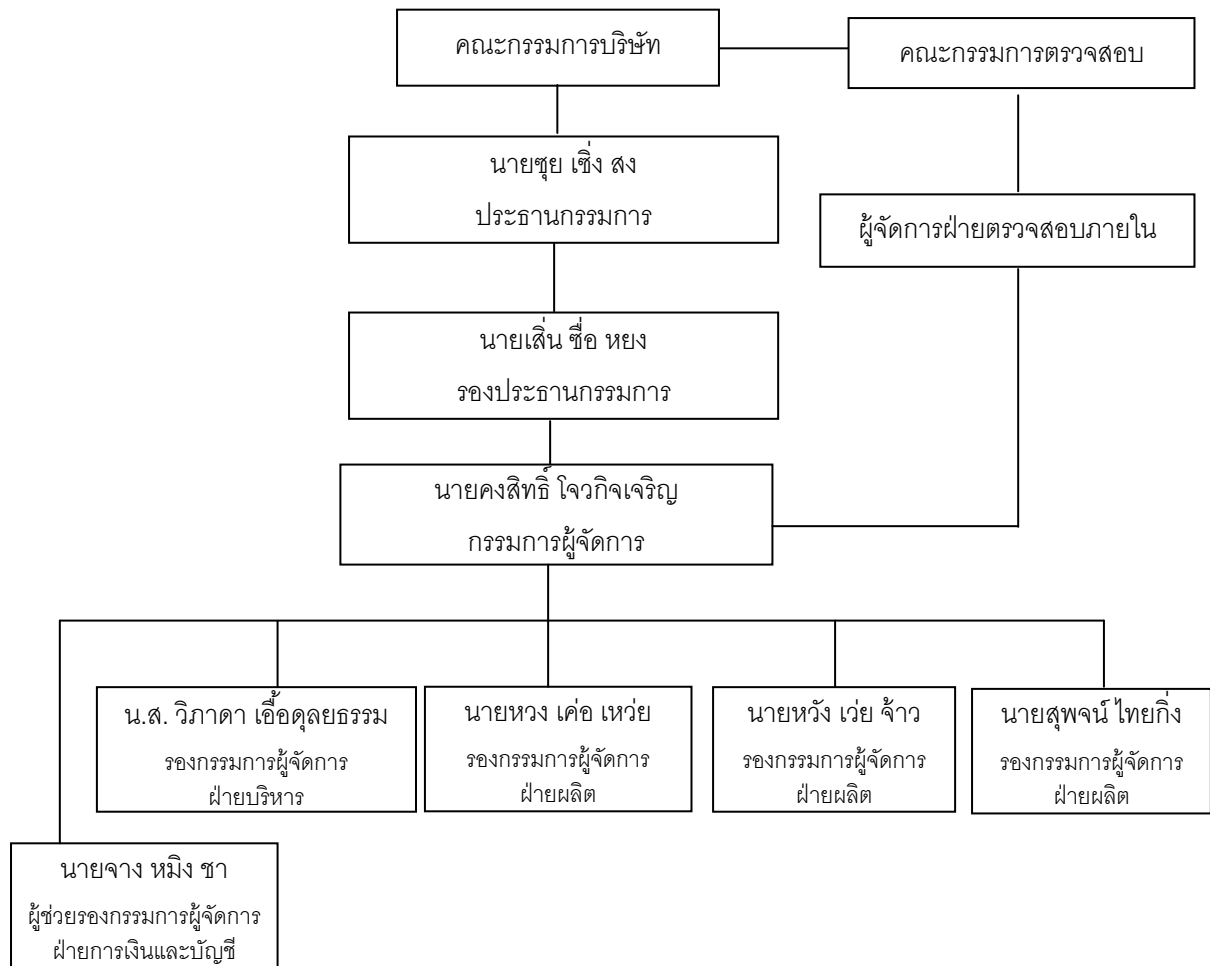 คณะกรรมการบริษัท
คณะกรรมการตรวจสอบ
นายซุย เซิ่ง สง
ประธานกรรมการ
ผู้จัดการฝ่ายตรวจสอบภายใน
นายเสิ่น ซื่อ หยง
รองประธานกรรมการ
นายคงสิทธิ์ โจวกิจเจริญ
กรรมการผู้จัดการ
น.ส. วิภาดา เอื้อดุลยธรรม
รองกรรมการผู้จัดการ
ฝ่ายบริหาร
นายหวง เค่อ เหว่ย
รองกรรมการผู้จัดการ
ฝ่ายผลิต
นายหวัง เว่ย จ้าว
รองกรรมการผู้จัดการ
ฝ่ายผลิต
นายสุพจน์ ไทยกิ่ง
รองกรรมการผู้จัดการ
ฝ่ายผลิต
นายจาง หมิง ชา
ผู้ช่วยรองกรรมการผู้จัดการ
ฝ่ายการเงินและบัญชี